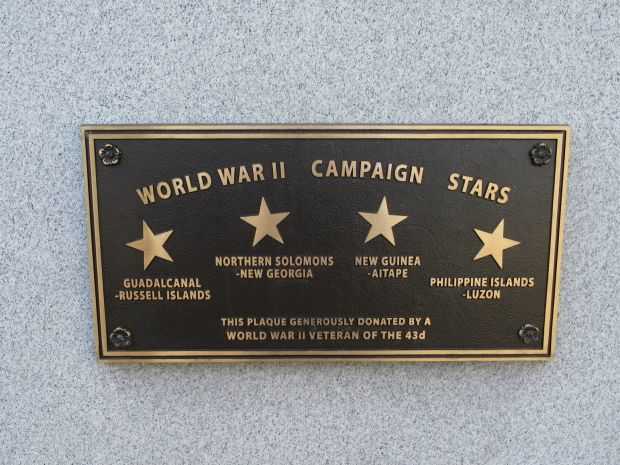 WORLD WAR II CAMPAIGN STARS
GUADALCANAL
-RUSSELL ISLANDS
NORTHERN SOLOMONS
-NEW GEORGIA
NEW GUINEA
-AITAPE
PHILIPPINE ISLANDS
-LUZON
THIS PLAQUE GENEROUSLY DONATED BY A
WORLD WAR II VETERAN OF THE 43d